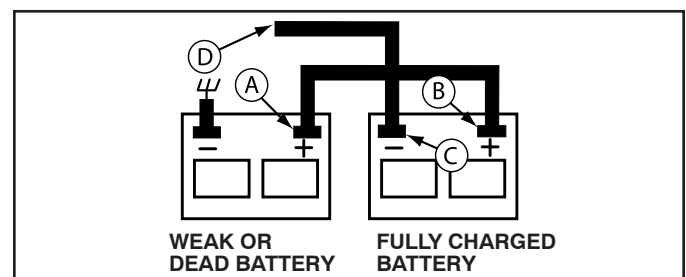 D
A
B
− + − +
C
WEAK OR
DEAD BATTERY
FULLY CHARGED
BATTERY